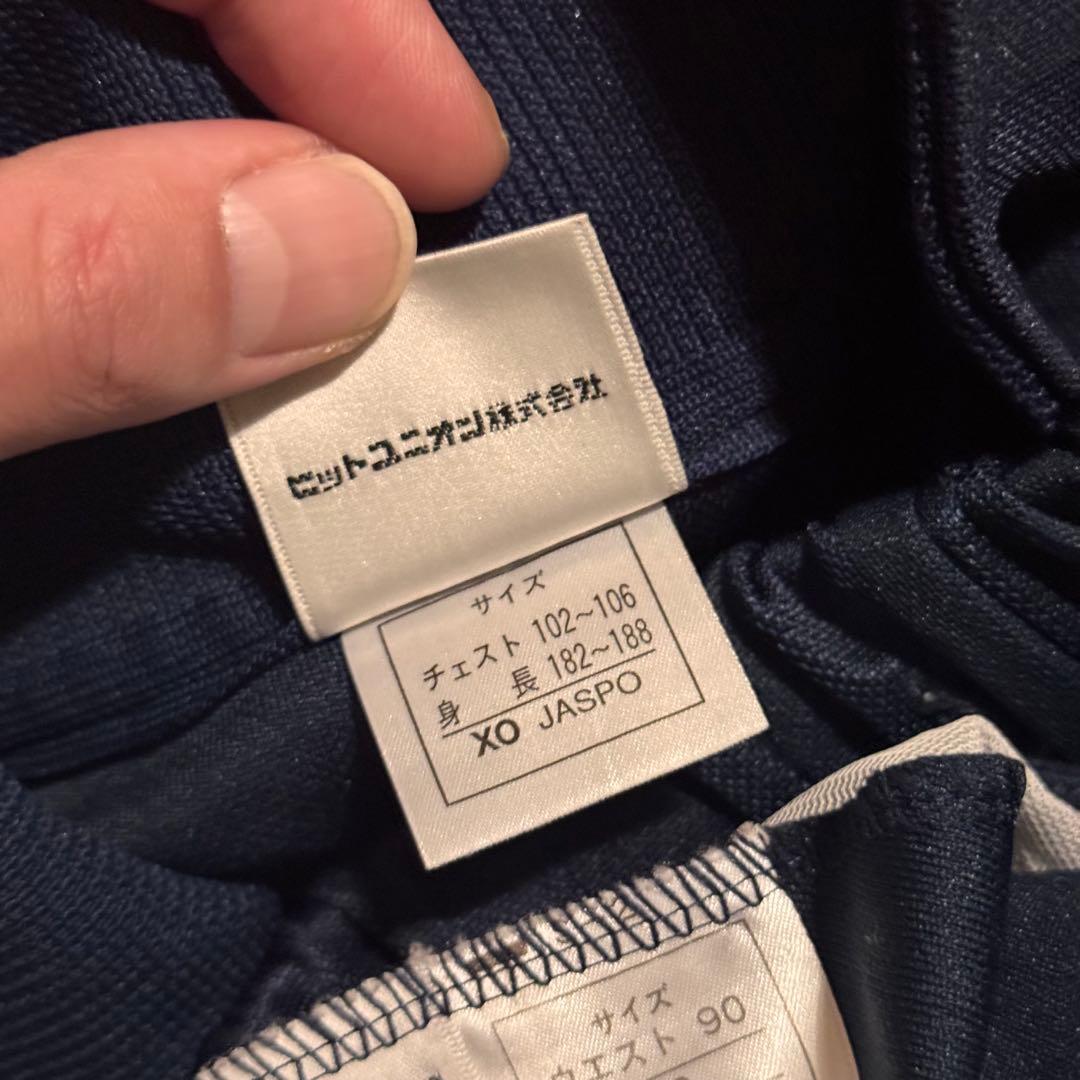 ビットユニオン株式会社
サイズ
チェスト 102～106
身 長 182～188
XO JASPO
サイズ
ウエスト 90